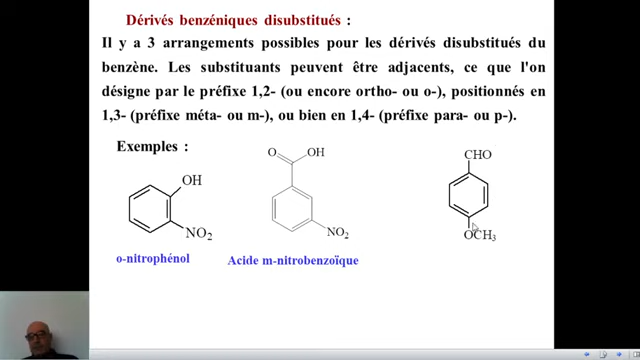 Dérivés benzéniques disubstitués :
Il y a 3 arrangements possibles pour les dérivés disubstitués du
benzène. Les substituants peuvent être adjacents, ce que l'on
désigne par le préfixe 1,2- (ou encore ortho- ou o-), positionnés en
1,3- (préfixe méta- ou m-), ou bien en 1,4- (préfixe para- ou p-).
Exemples :
OH
NO2
o-nitrophénol
O OH
NO2
Acide m-nitrobenzoïque
CHO
OCH3